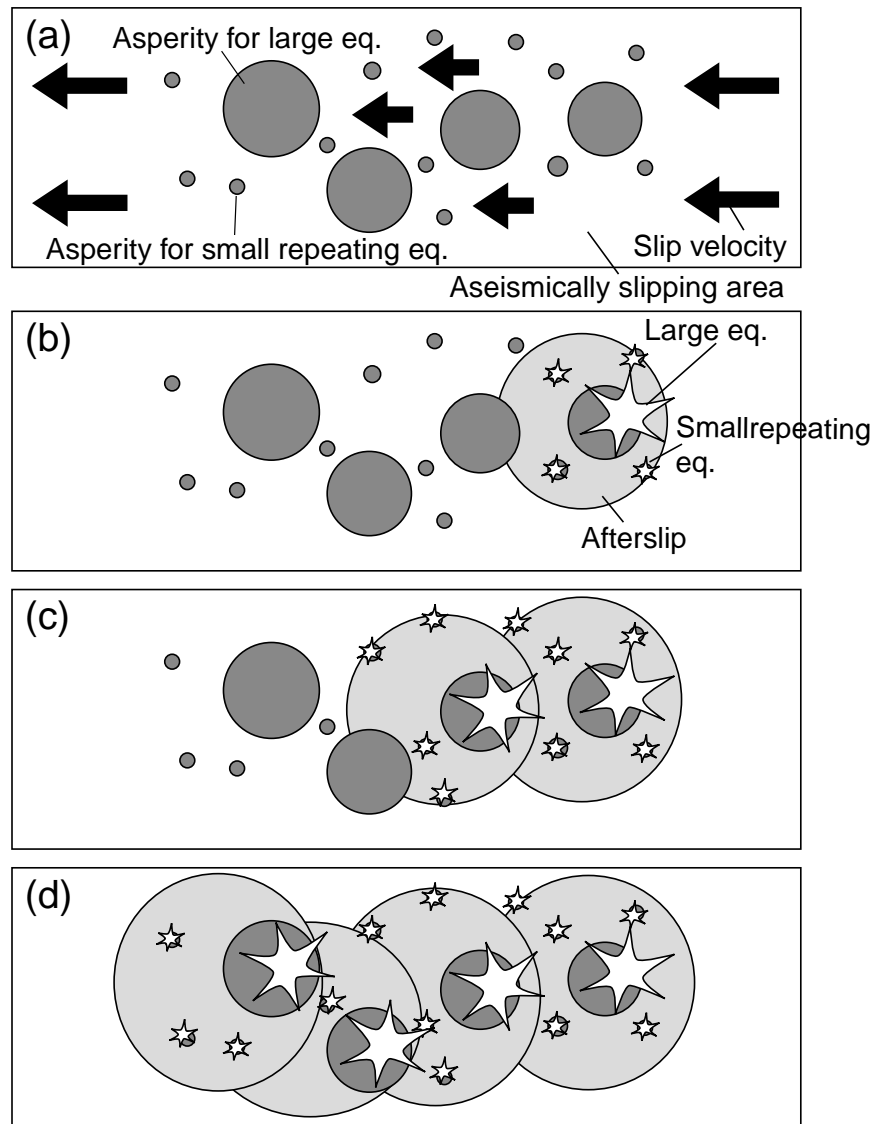 (a)
Asperity for large eq.
Asperity for small repeating eq.
Slip velocity
Aseismically slipping area
(b)
Large eq.
Smallrepeating
eq.
Afterslip
(c)
(d)